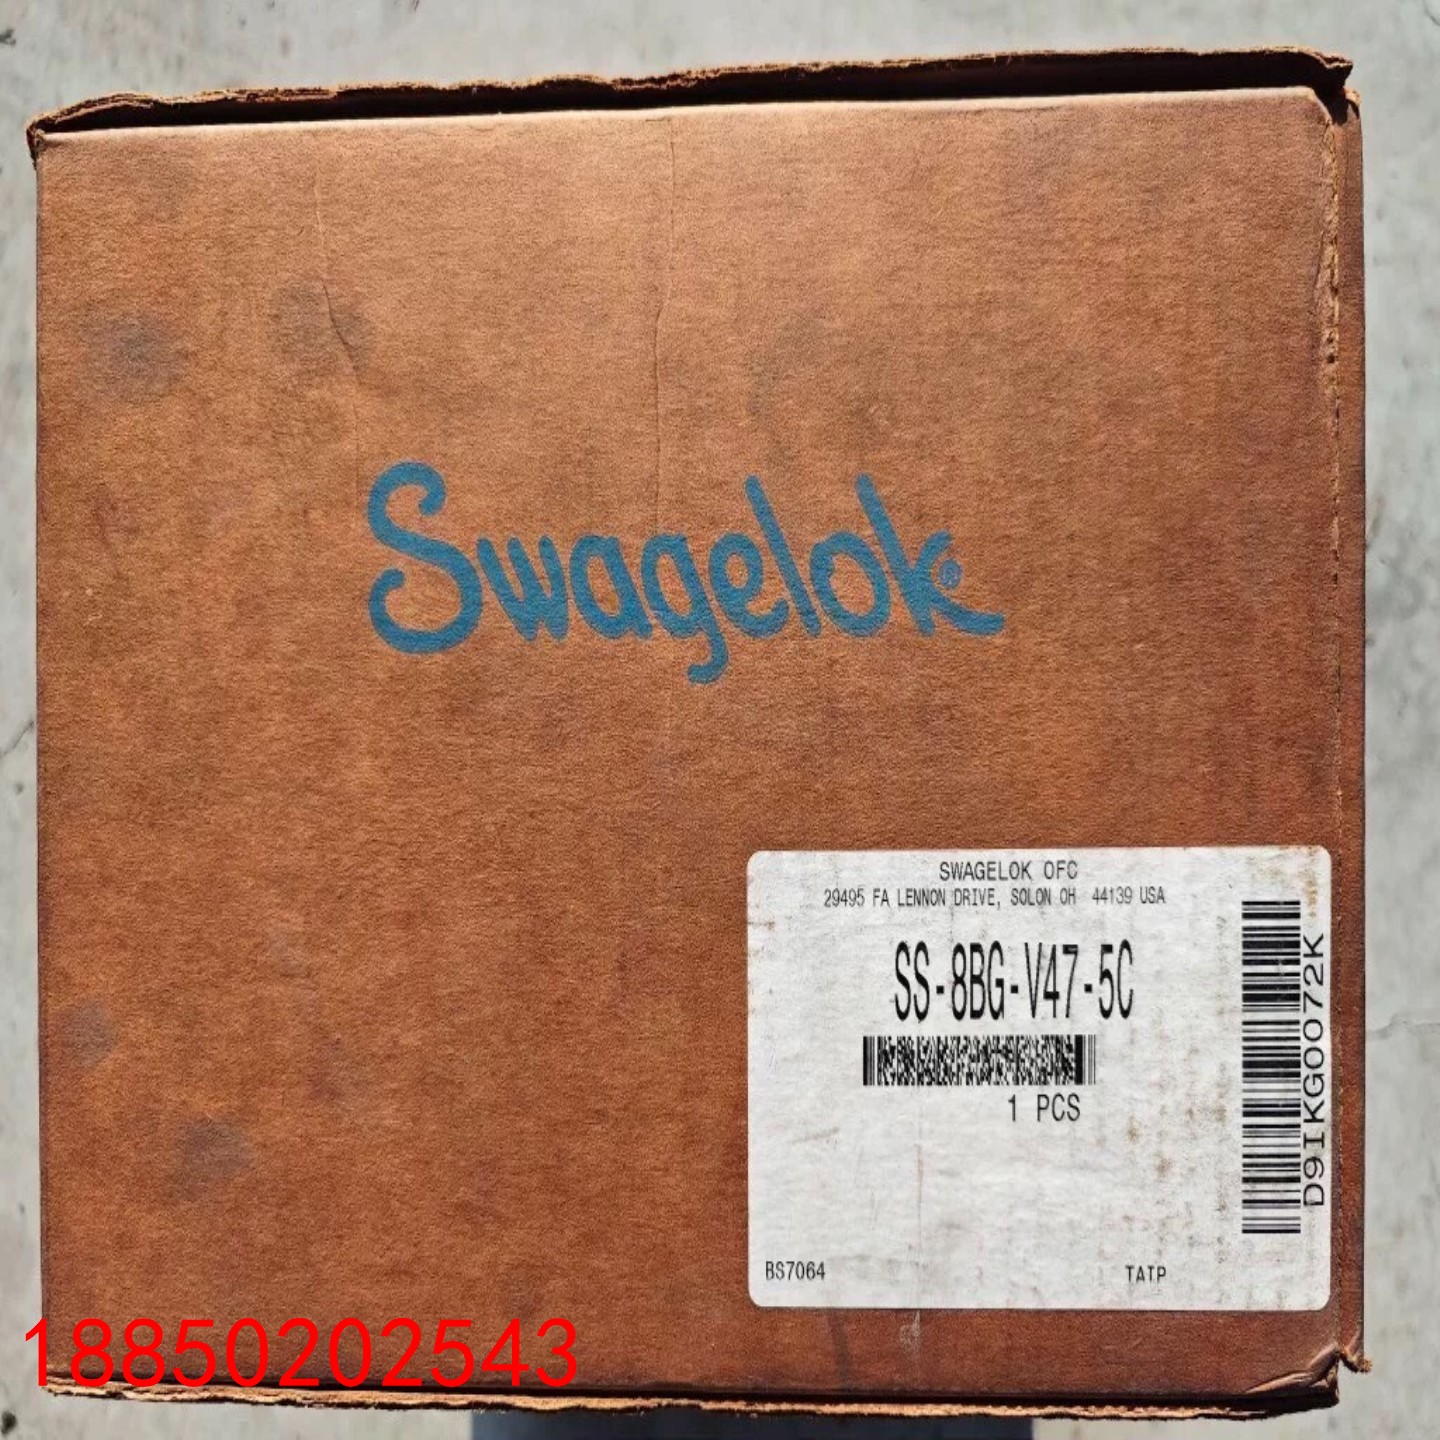 Swagelok®
SWAGELOK OFC
29495 FA LENNON DRIVE, SOLON OH 44139 USA
SS-8BG-V47-5C
1 PCS
D9IKG0072K
BS7064
TATP
18850202543